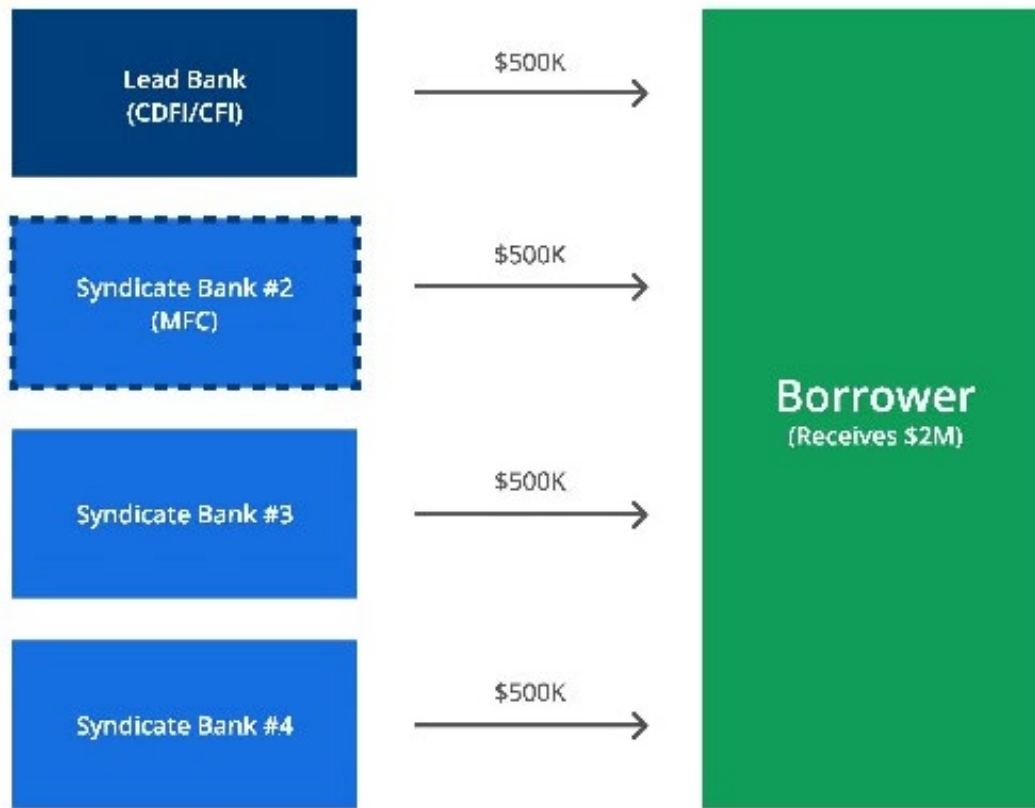 Lead Bank
(CDFI/CFI)
$500K
Syndicate Bank #2
(MFC)
$500K
Syndicate Bank #3
$500K
Syndicate Bank #4
$500K
Borrower
(Receives $2M)